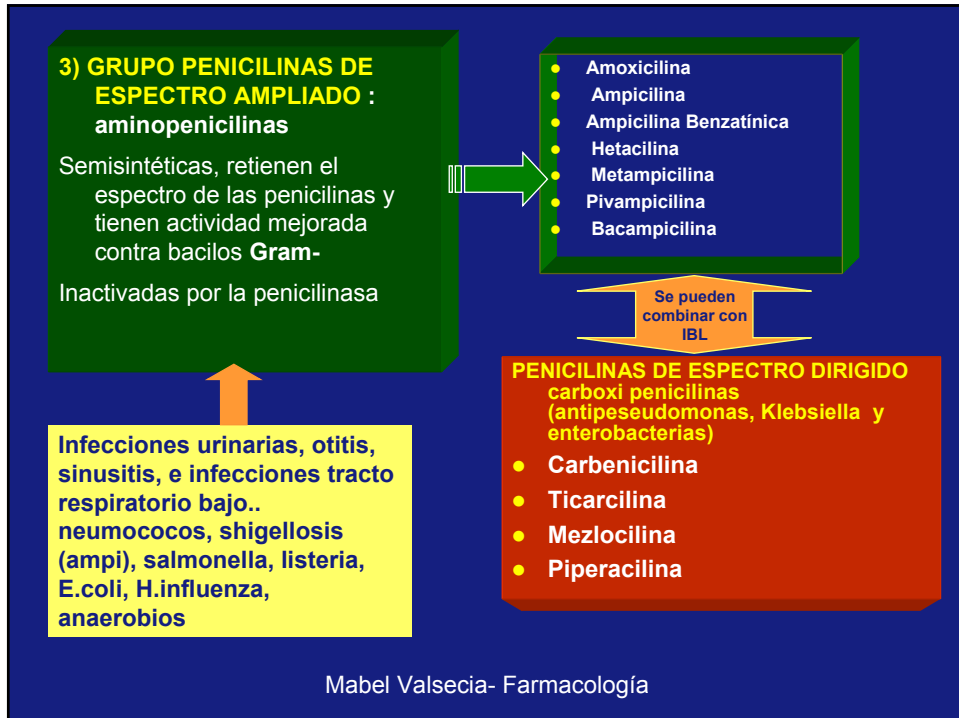 3) GRUPO PENICILINAS DE
ESPECTRO AMPLIADO :
aminopenicilinas
Semisintéticas, retienen el
espectro de las penicilinas y
tienen actividad mejorada
contra bacilos Gram-
Inactivadas por la penicilinasa
Amoxicilina
Ampicilina
Ampicilina Benzatínica
Hetacilina
Metampicilina
Pivampicilina
Bacampicilina
Se pueden
combinar con
IBL
PENICILINAS DE ESPECTRO DIRIGIDO
carboxi penicilinas
(antipeseudomonas, Klebsiella y
enterobacterias)
Carbenicilina
Ticarcilina
Mezlocilina
Piperacilina
Infecciones urinarias, otitis,
sinusitis, e infecciones tracto
respiratorio bajo..
neumococos, shigellosis
(ampi), salmonella, listeria,
E.coli, H.influenza,
anaerobios
Mabel Valsecia- Farmacología